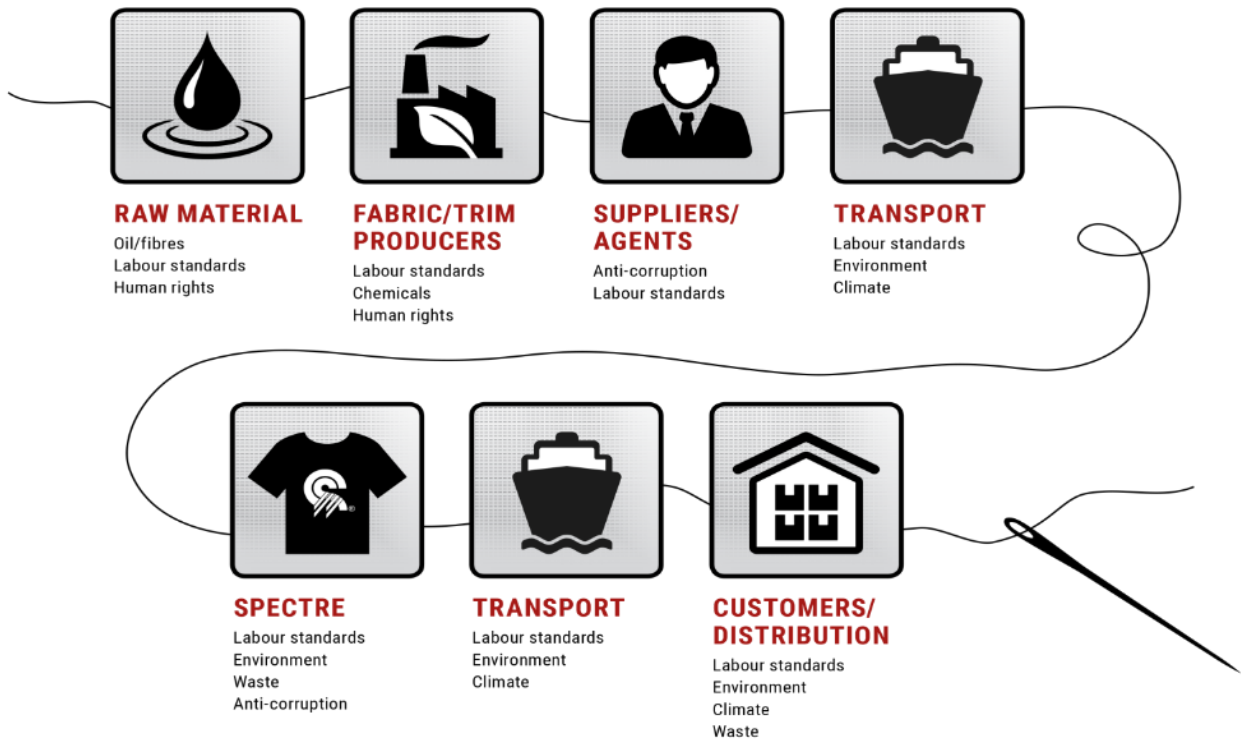 RAW MATERIAL
Oil/fibres
Labour standards
Human rights
FABRIC/TRIM
PRODUCERS
Labour standards
Chemicals
Human rights
SUPPLIERS/
AGENTS
Anti-corruption
Labour standards
TRANSPORT
Labour standards
Environment
Climate
SPECTRE
Labour standards
Environment
Waste
Anti-corruption
TRANSPORT
Labour standards
Environment
Climate
CUSTOMERS/
DISTRIBUTION
Labour standards
Environment
Climate
Waste